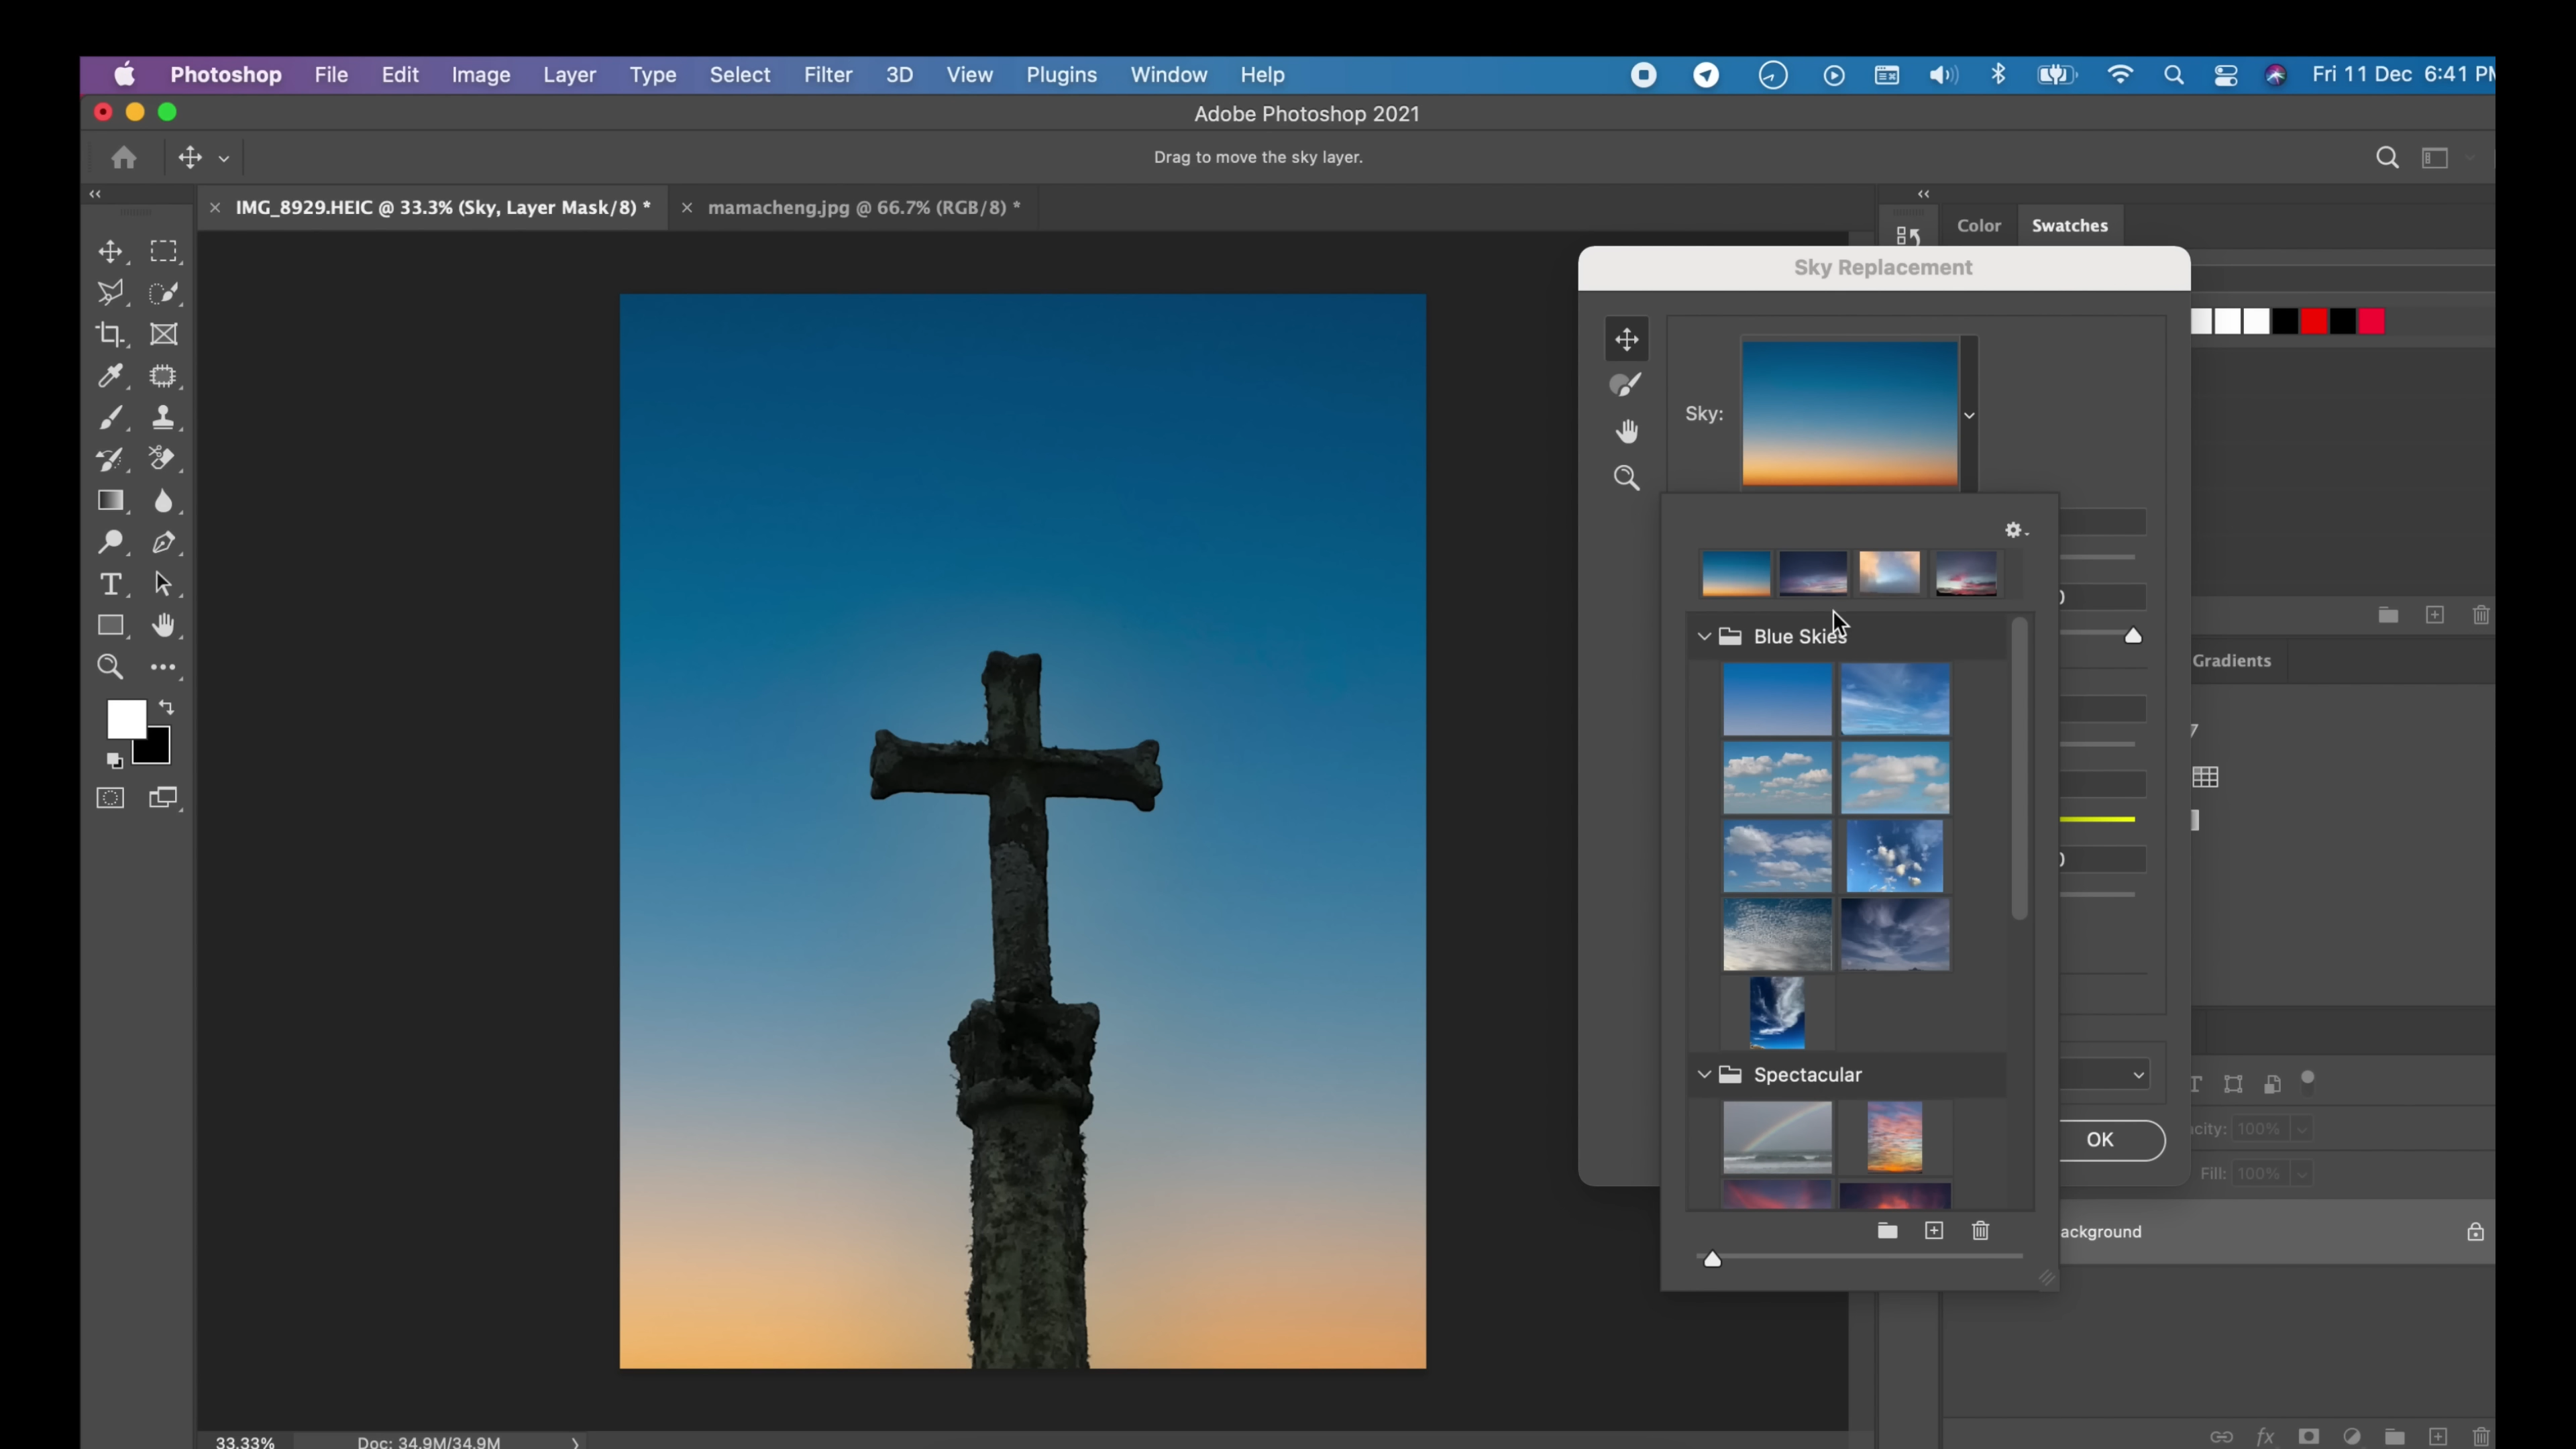 Photoshop File Edit Image Layer Type Select Filter 3D View Plugins Window Help Fri 11 Dec 6:41 PM
Adobe Photoshop 2021
Drag to move the sky layer.
IMG_8929.HEIC @ 33.3% (Sky, Layer Mask/8) * mamacheng.jpg @ 66.7% (RGB/8) *
Color Swatches
Sky Replacement
Sky:
Blue Skies
Gradients
Spectacular
OK
acity: 100%
Fill: 100%
ackground
33.33% Doc: 34.9M/34.9M